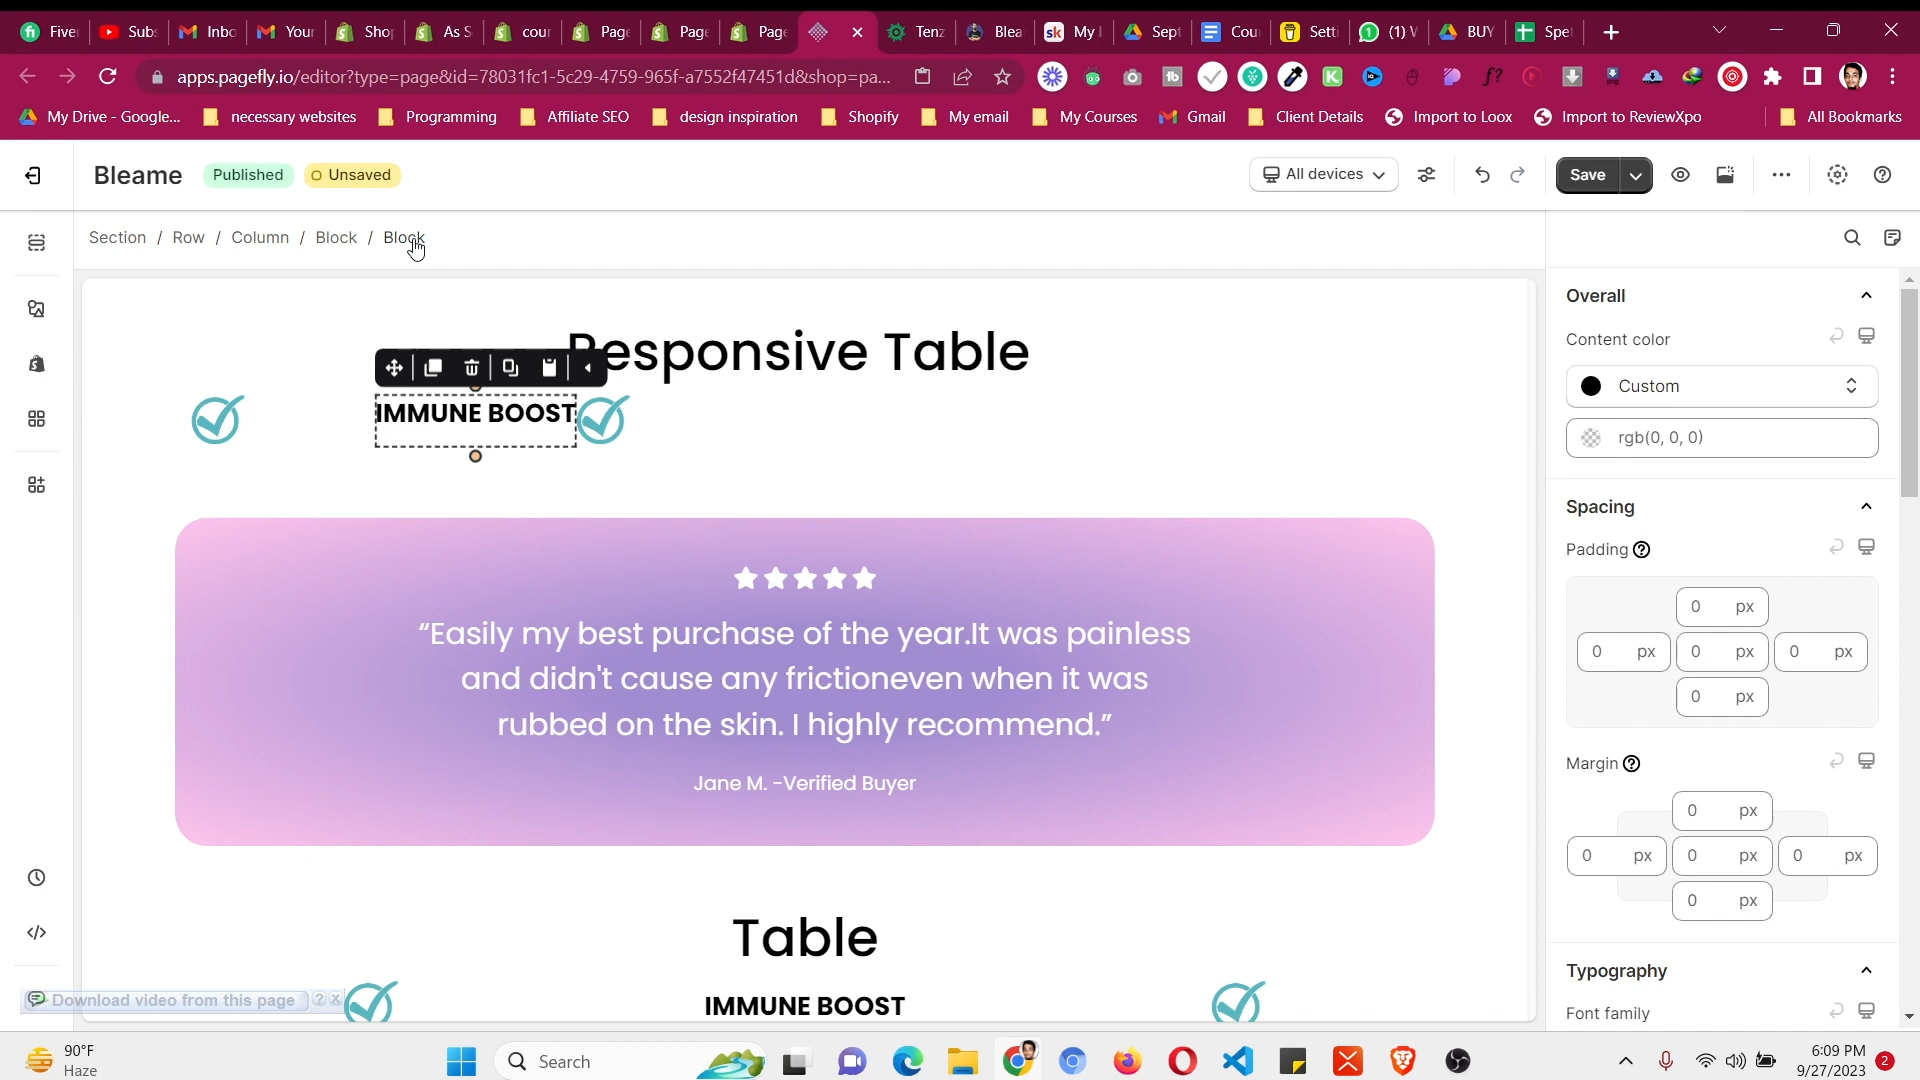 Five
Subs
Inbo
Your
Shop
As S
cour
Page
Page
Page
Tenz
Blea
My l
Sept
Cou
Setti
(1) V
BUY
Spe
apps.pagefly.io/editor?type=page&id=78031fc1-5c29-4759-965f-a7552f47451d&shop=pa...
My Drive - Google...
necessary websites
Programming
Affiliate SEO
design inspiration
Shopify
My email
My Courses
Gmail
Client Details
Import to Loox
Import to ReviewXpo
All Bookmarks
Bleame
Published
Unsaved
All devices
Save
Section / Row / Column / Block / Block
Overall
Content color
Custom
rgb(0, 0, 0)
Spacing
Padding
0 px
0 px
0 px
0 px
0 px
Margin
0 px
0 px
0 px
0 px
0 px
Typography
Font family
Responsive Table
IMMUNE BOOST
“Easily my best purchase of the year.It was painless
and didn't cause any frictioneven when it was
rubbed on the skin. I highly recommend.”
Jane M. -Verified Buyer
Table
IMMUNE BOOST
Download video from this page
90°F
Haze
Search
6:09 PM
9/27/2023
2